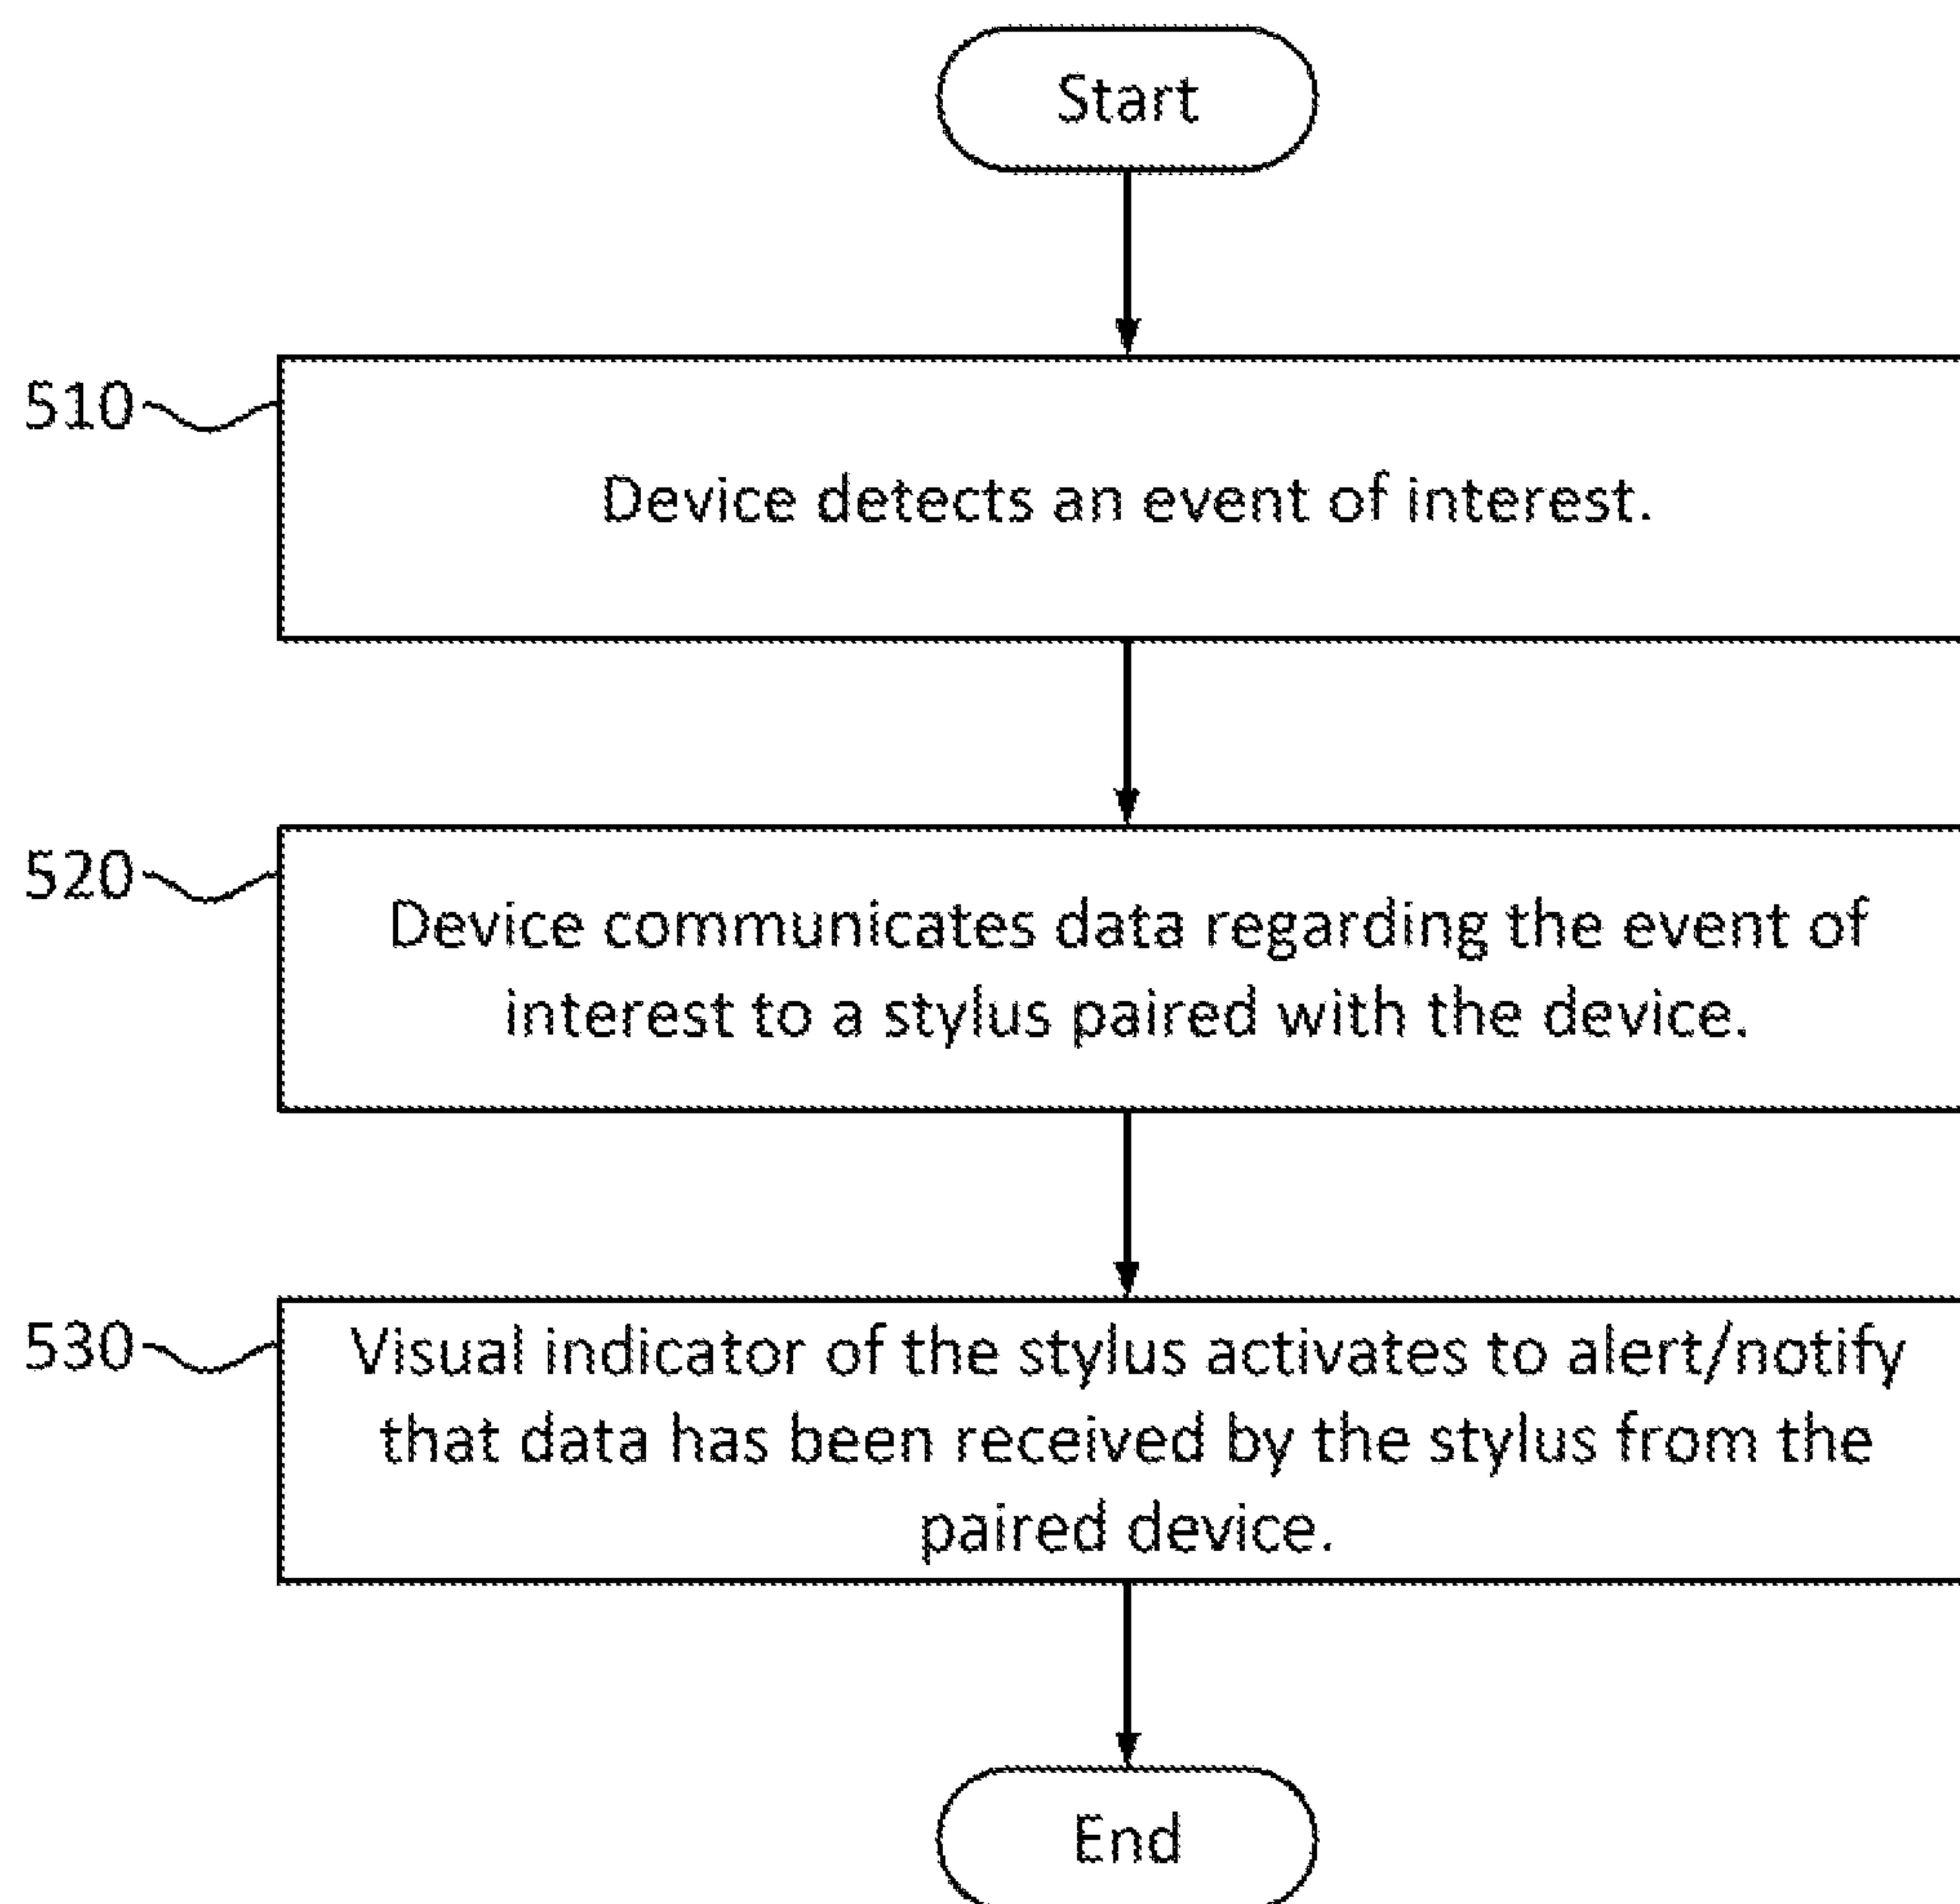 Start
510
Device detects an event of interest.
520
Device communicates data regarding the event of
interest to a stylus paired with the device.
530
Visual indicator of the stylus activates to alert/notify
that data has been received by the stylus from the
paired device.
End